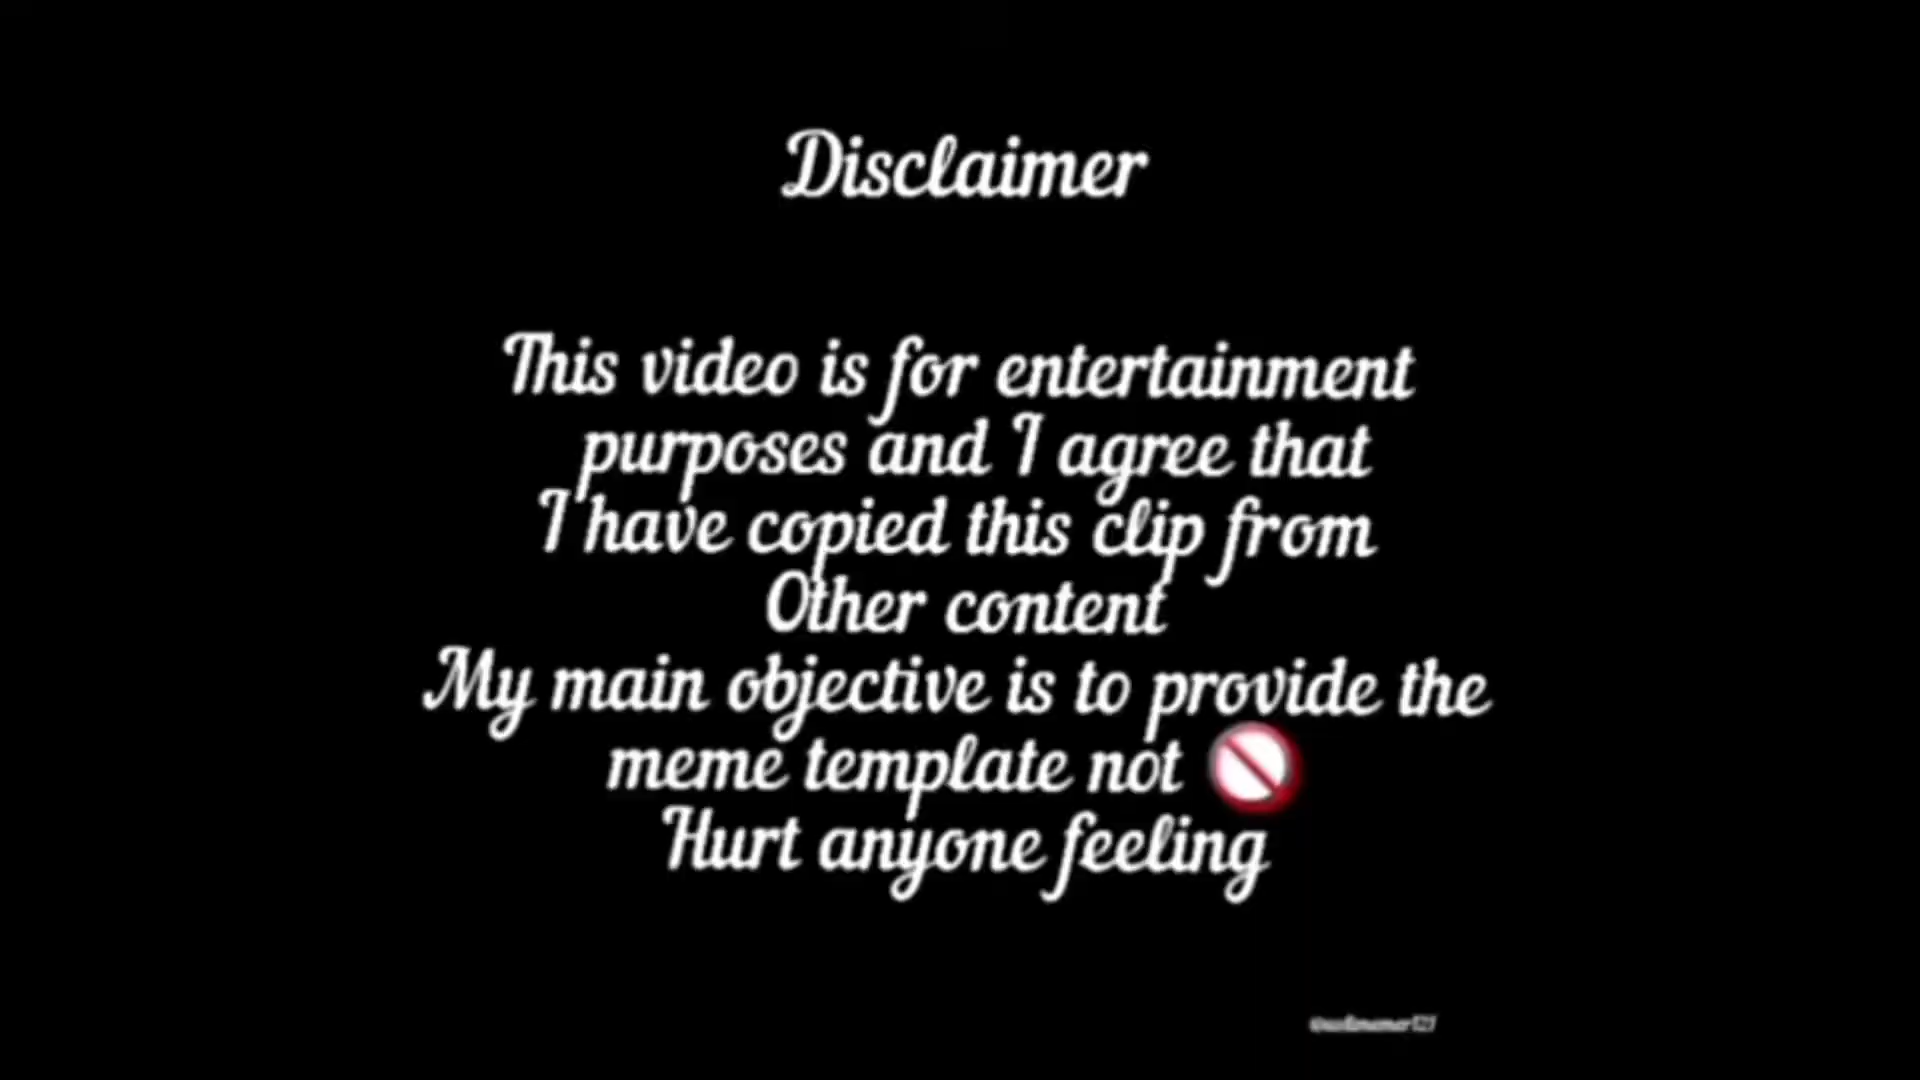 Disclaimer
This video is for entertainment
purposes and I agree that
I have copied this clip from
Other content
My main objective is to provide the
meme template not 🚫
Hurt anyone feeling